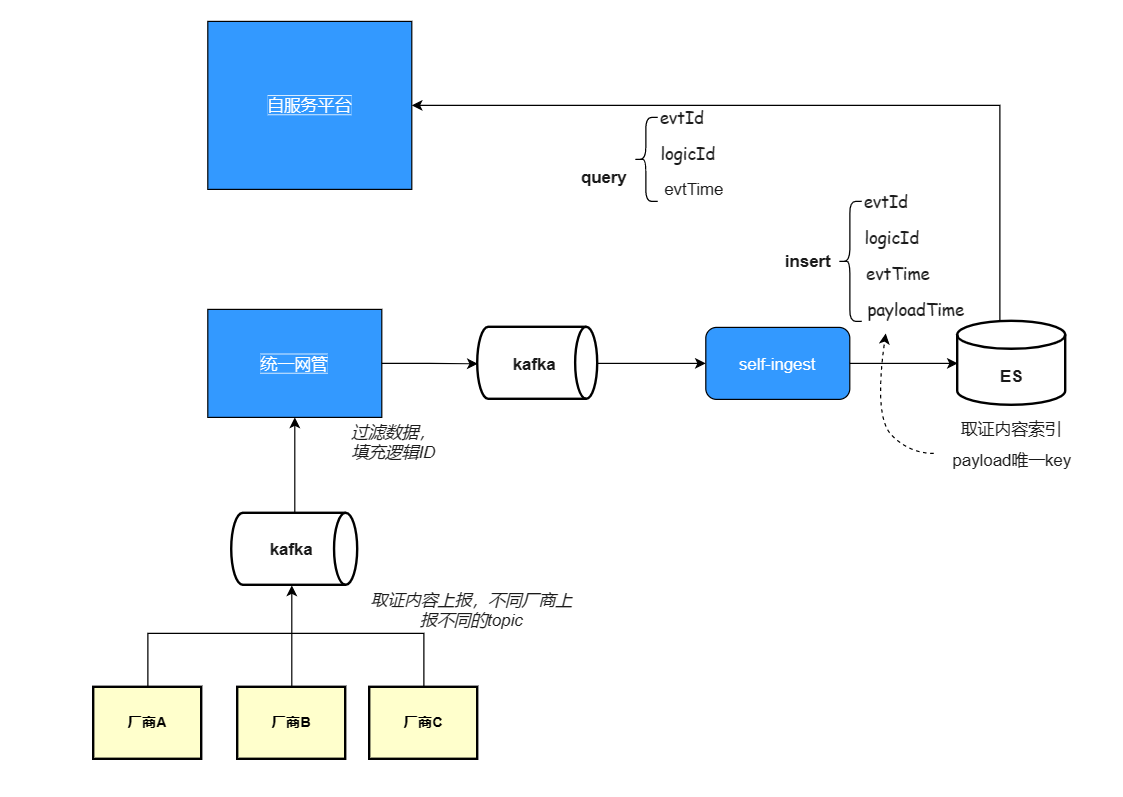 自服务平台
evtId
logicId
query
evtTime
evtId
logicId
insert
evtTime
payloadTime
统一网管
kafka
self-ingest
ES
过滤数据，
填充逻辑ID
取证内容索引
payload唯一key
kafka
取证内容上报，不同厂商上
报不同的topic
厂商A
厂商B
厂商C